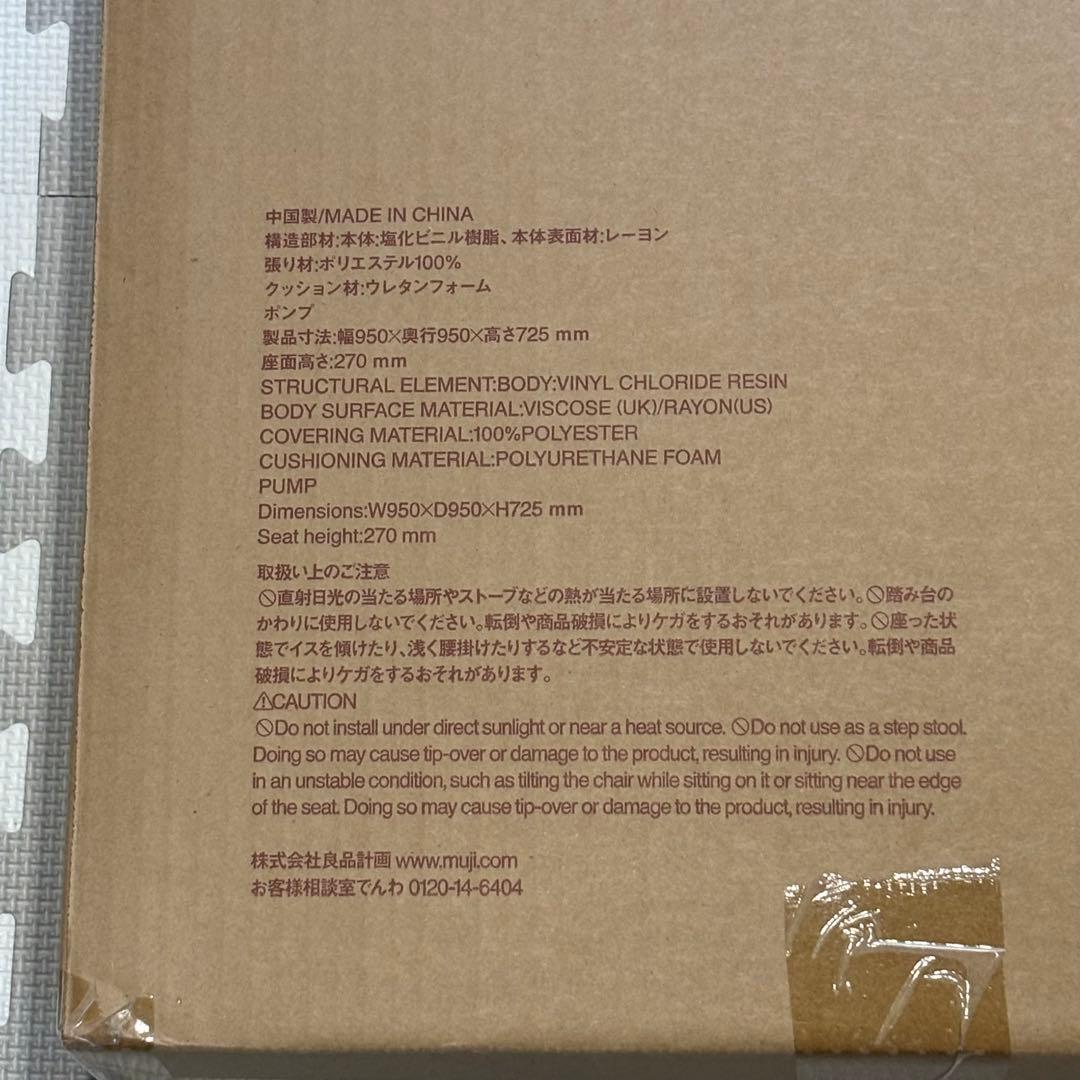 中国製/MADE IN CHINA
構造部材:本体:塩化ビニル樹脂、本体表面材:レーヨン
張り材:ポリエステル100%
クッション材:ウレタンフォーム
ポンプ
製品寸法:幅950×奥行950×高さ725 mm
座面高さ:270 mm
STRUCTURAL ELEMENT:BODY:VINYL CHLORIDE RESIN
BODY SURFACE MATERIAL:VISCOSE (UK)/RAYON(US)
COVERING MATERIAL:100%POLYESTER
CUSHIONING MATERIAL:POLYURETHANE FOAM
PUMP
Dimensions:W950×D950×H725 mm
Seat height:270 mm
取扱い上のご注意
🚫直射日光の当たる場所やストーブなどの熱が当たる場所に設置しないでください。🚫踏み台の
かわりに使用しないでください。転倒や商品破損によりケガをするおそれがあります。🚫座った状
態でイスを傾けたり、浅く腰掛けたりするなど不安定な状態で使用しないでください。転倒や商品
破損によりケガをするおそれがあります。
⚠CAUTION
🚫Do not install under direct sunlight or near a heat source. 🚫Do not use as a step stool.
Doing so may cause tip-over or damage to the product, resulting in injury. 🚫Do not use
in an unstable condition, such as tilting the chair while sitting on it or sitting near the edge
of the seat. Doing so may cause tip-over or damage to the product, resulting in injury.
株式会社良品計画 www.muji.com
お客様相談室でんわ 0120-14-6404